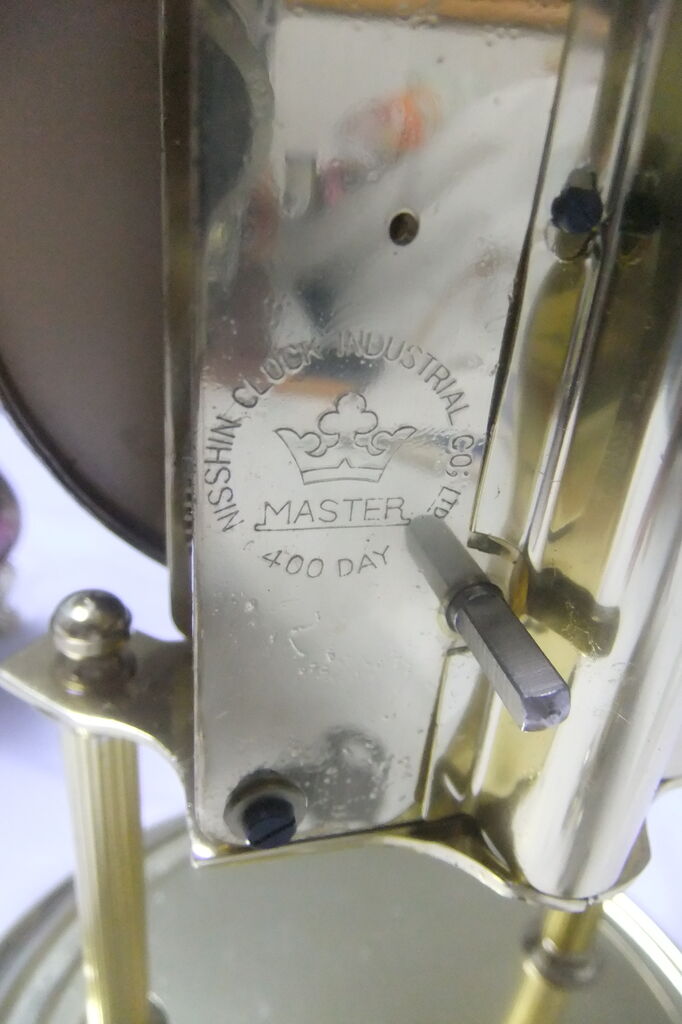 NISSHIN CLOCK INDUSTRIAL CO; LTD
MASTER
400 DAY